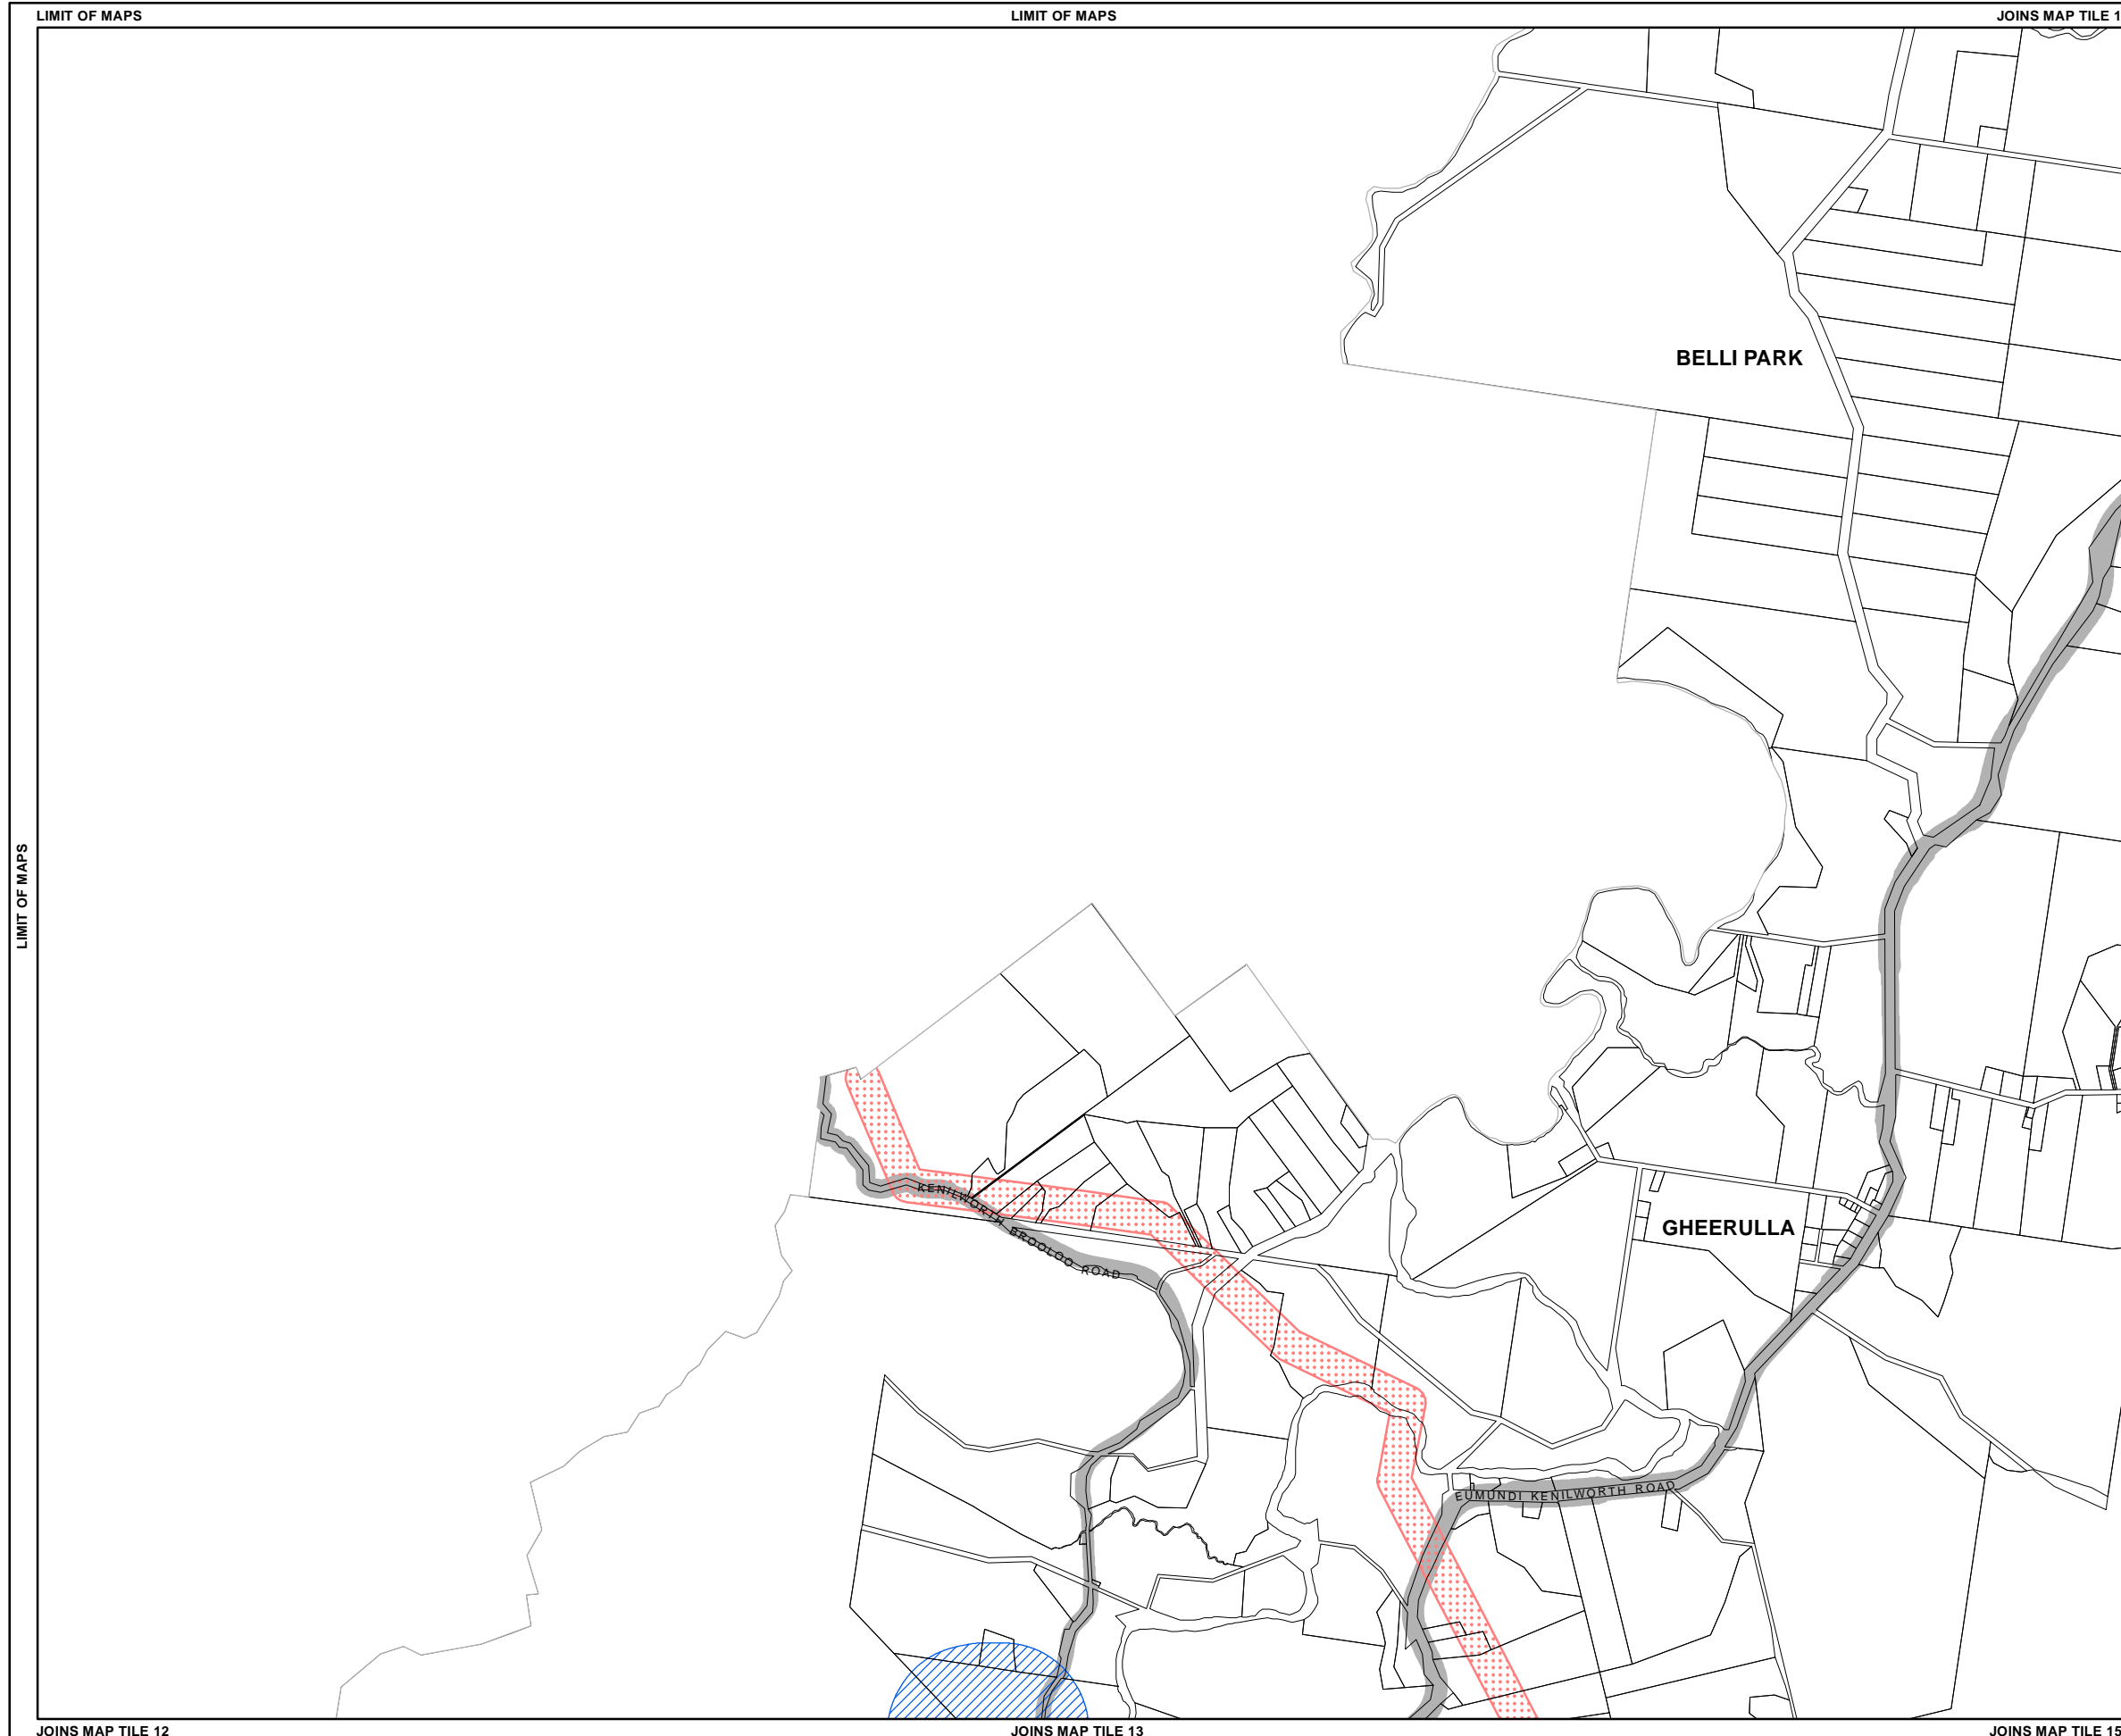 LIMIT OF MAPS
LIMIT OF MAPS
JOINS MAP TILE 1
BELLI PARK
LIMIT OF MAPS
KENILWORTH BROOLOO ROAD
GHEERULLA
EUMUNDI KENILWORTH ROAD
JOINS MAP TILE 12
JOINS MAP TILE 13
JOINS MAP TILE 15